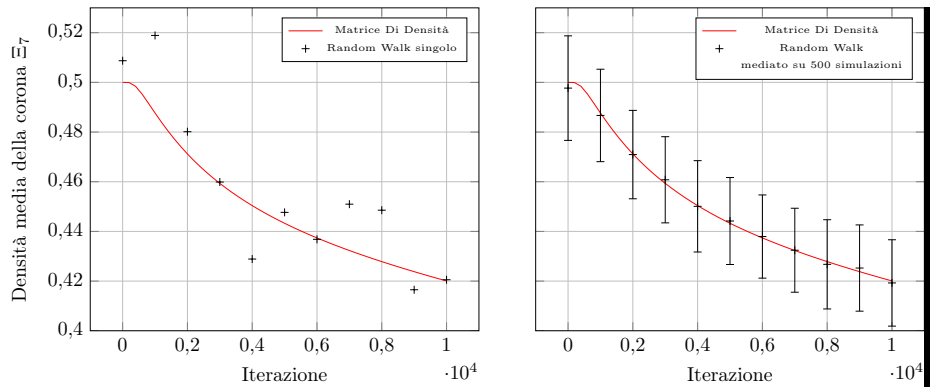 Densità media della corona Ξ7
0,52
0,5
0,48
0,46
0,44
0,42
0,4
Matrice Di Densità
Random Walk singolo
0
0,2
0,4
0,6
0,8
1
·10^4
Iterazione
Matrice Di Densità
Random Walk
mediato su 500 simulazioni
0
0,2
0,4
0,6
0,8
1
·10^4
Iterazione